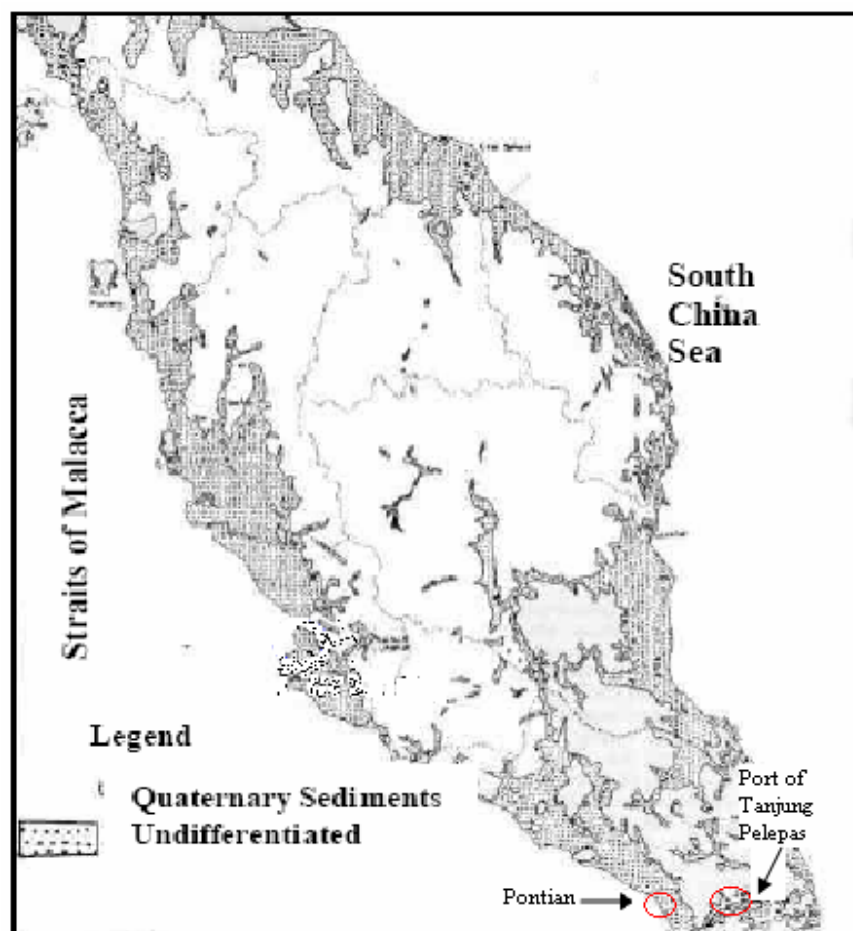 South
China
Sea
Straits of Malacca
Legend
Quaternary Sediments
Undifferentiated
Port of
Tanjung
Pelepas
Pontian